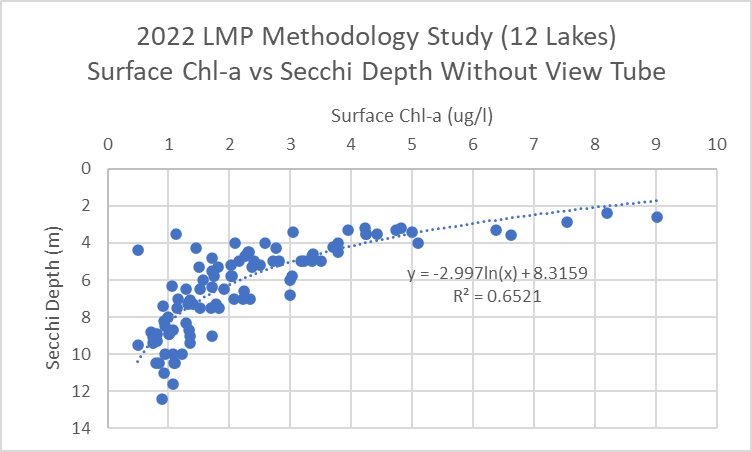 2022 LMP Methodology Study (12 Lakes)
Surface Chl-a vs Secchi Depth Without View Tube
Surface Chl-a (ug/l)
0 1 2 3 4 5 6 7 8 9 10
0
2
4
6
8
10
12
14
Secchi Depth (m)
y = -2.997ln(x) + 8.3159
R² = 0.6521